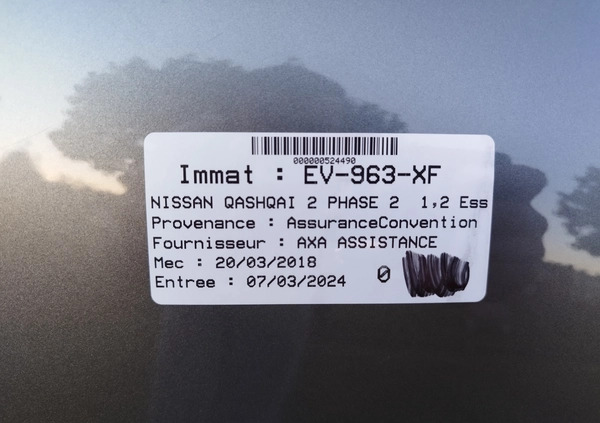 000000524490
Immat : EV-963-XF
NISSAN QASHQAI 2 PHASE 2 1,2 Ess
Provenance : AssuranceConvention
Fournisseur : AXA ASSISTANCE
Mec : 20/03/2018
Entree : 07/03/2024 0